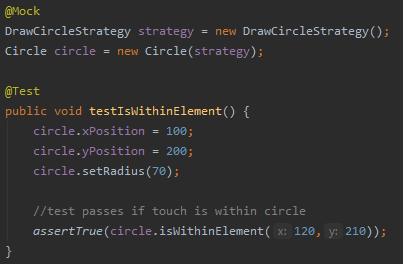 @Mock
DrawCircleStrategy strategy = new DrawCircleStrategy();
Circle circle = new Circle(strategy);
@Test
public void testIsWithinElement() {
circle.xPosition = 100;
circle.yPosition = 200;
circle.setRadius(70);
//test passes if touch is within circle
assertTrue(circle.isWithinElement( x: 120, y: 210));
}